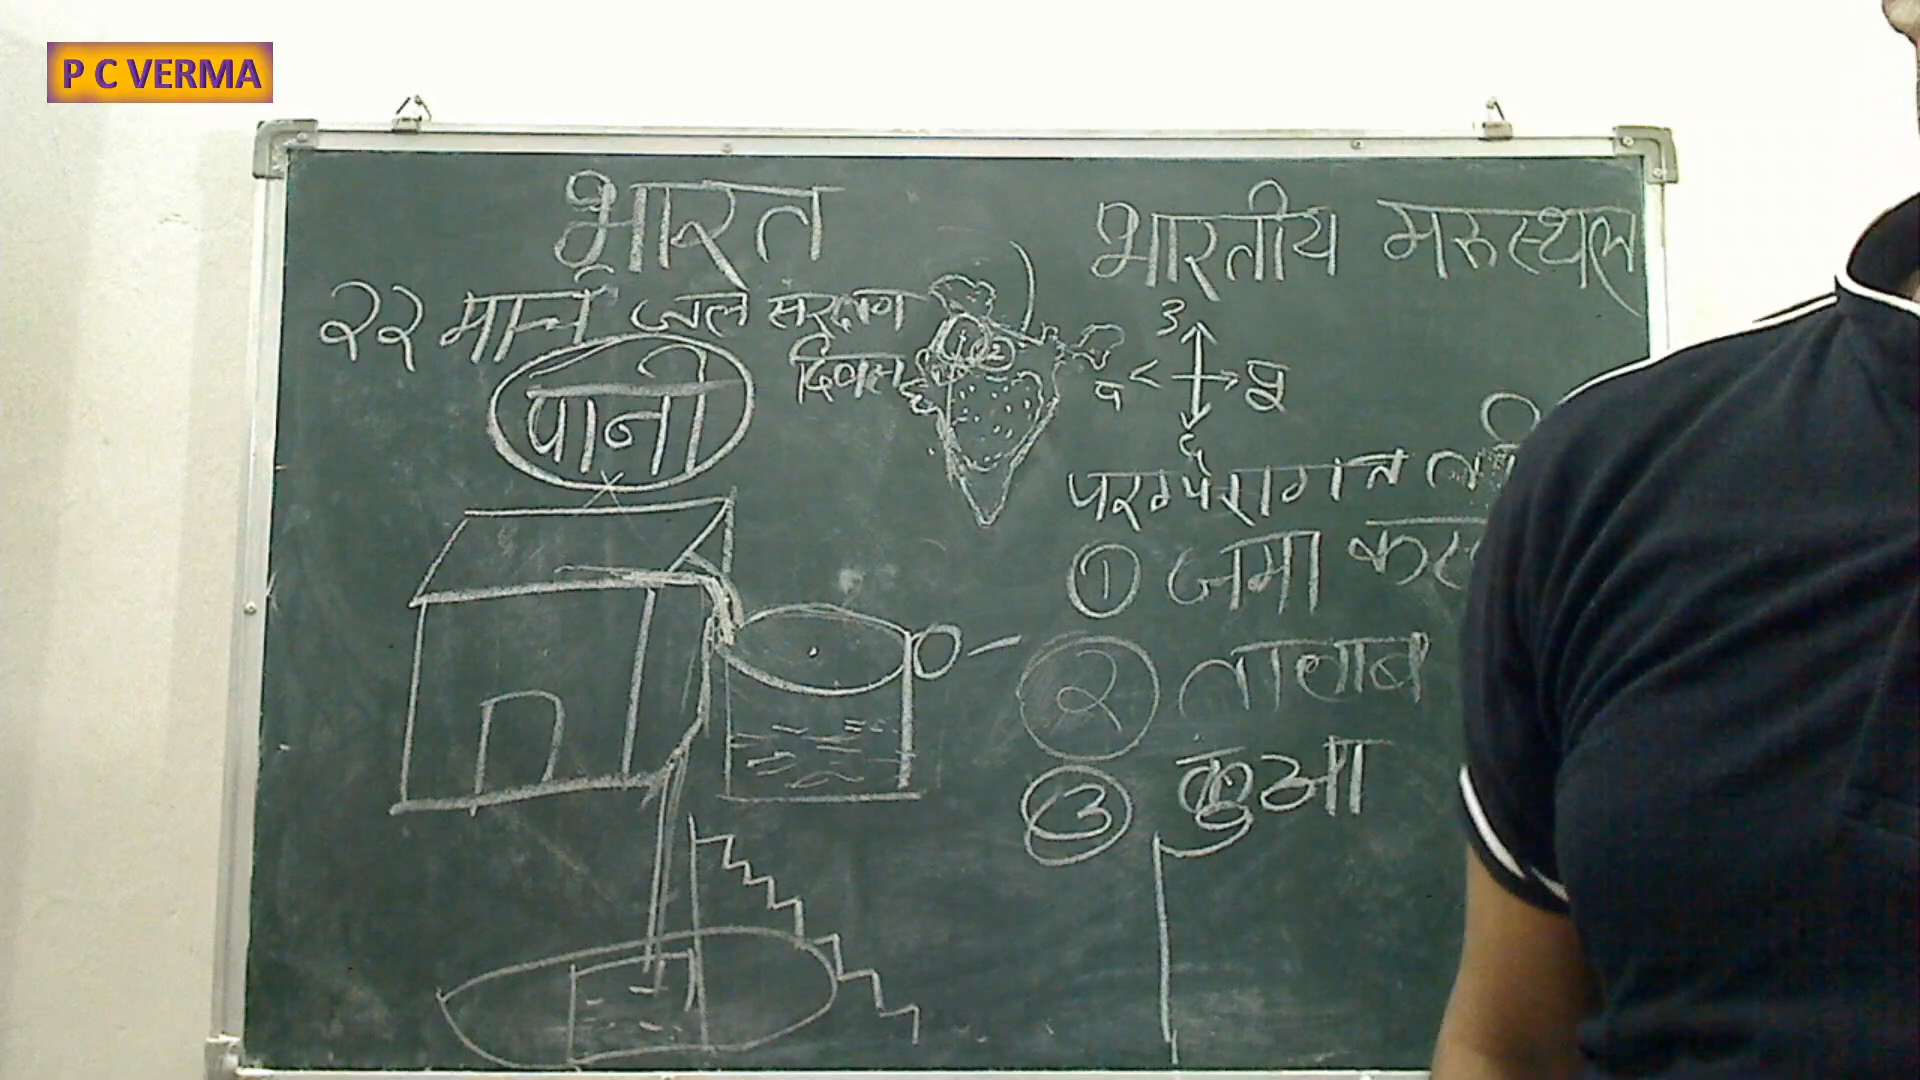 P C VERMA
भारत
२२ मार्च जल संरक्षण
दिवस
पानी
भारतीय मरुस्थल
उ
प पू
द
परम्परागत
① जमा
② तालाब
③ कुआ